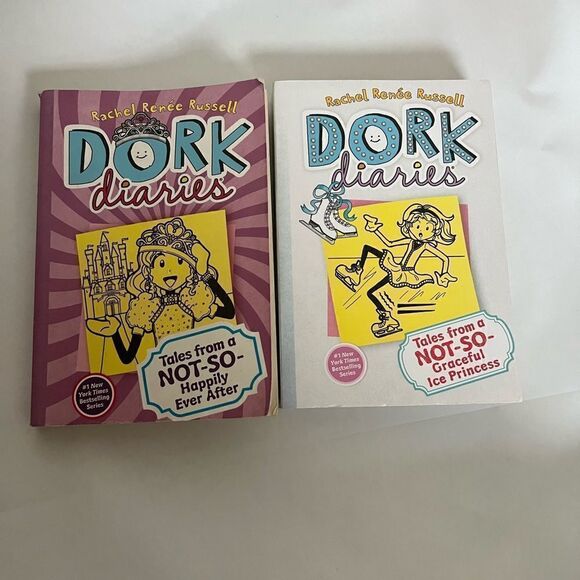 Rachel Renée Russell
DORK
diaries
Tales from a
NOT-SO-
Happily
Ever After
#1 New
York Times
Bestselling
Series
Rachel Renée Russell
DORK
diaries
Tales from a
NOT-SO-
Graceful
Ice Princess
#1 New
York Times
Bestselling
Series